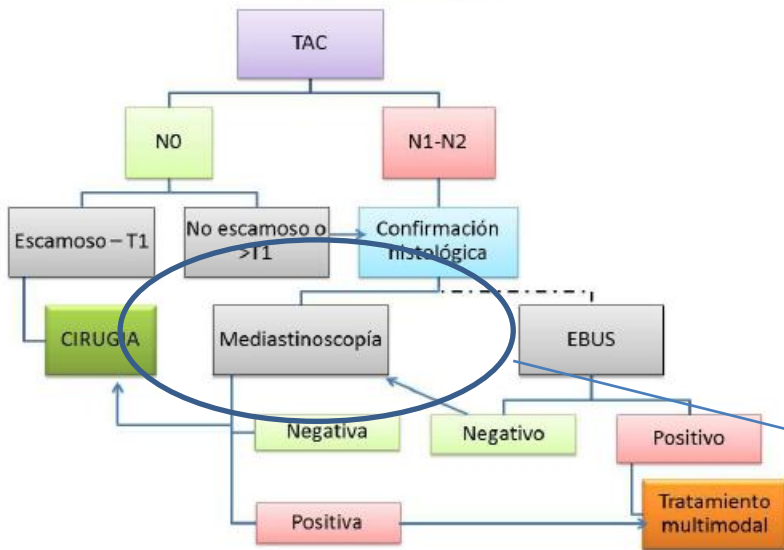 TAC
N0
N1-N2
Escamoso – T1
No escamoso o
>T1
Confirmación
histológica
CIRUGIA
Mediastinoscopía
EBUS
Negativa
Negativo
Positivo
Positiva
Tratamiento
multimodal